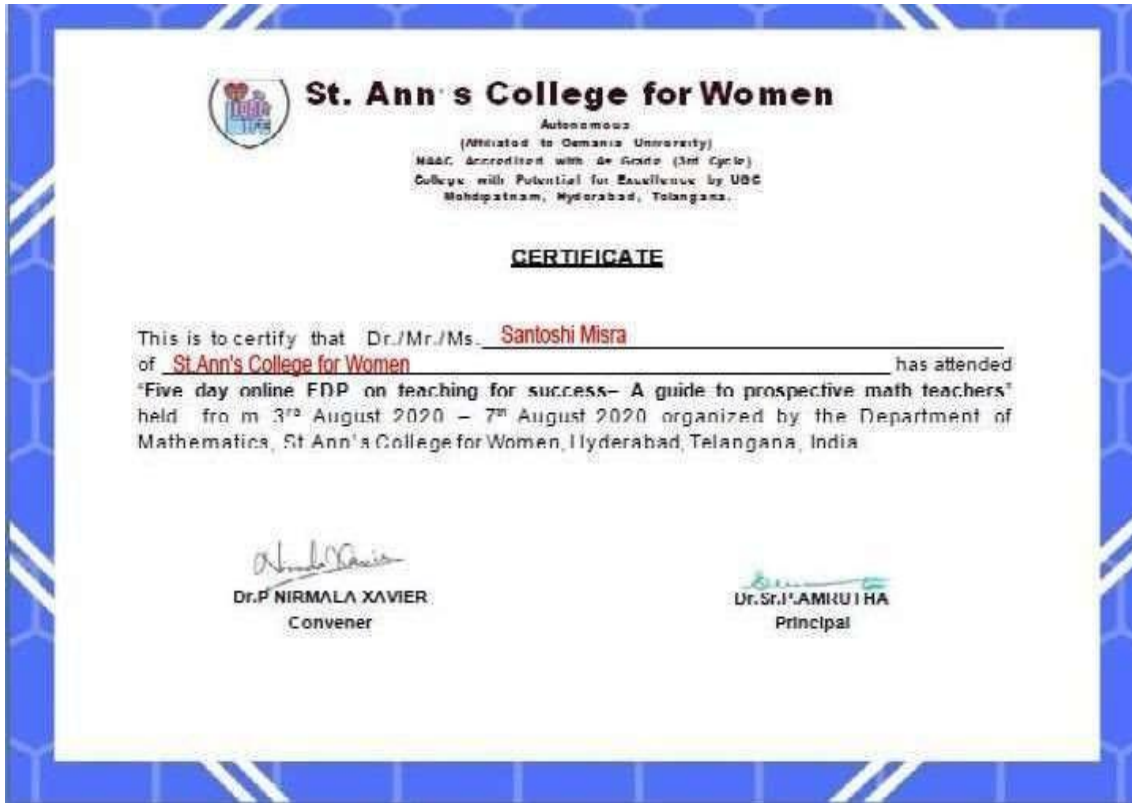 St. Ann's College for Women
Autonomous
(Affiliated to Osmania University)
NAAC Accredited with A+ Grade (3rd Cycle)
College with Potential for Excellence by UGC
Mehdipatnam, Hyderabad, Telangana.
CERTIFICATE
This is to certify that Dr./Mr./Ms. Santoshi Misra
of St.Ann's College for Women has attended
"Five day online FDP on teaching for success– A guide to prospective math teachers"
held fro m 3rd August 2020 – 7th August 2020 organized by the Department of
Mathematics, St Ann's College for Women, Hyderabad, Telangana, India
Dr.P NIRMALA XAVIER
Convener
Dr.Sr.P.AMRUTHA
Principal